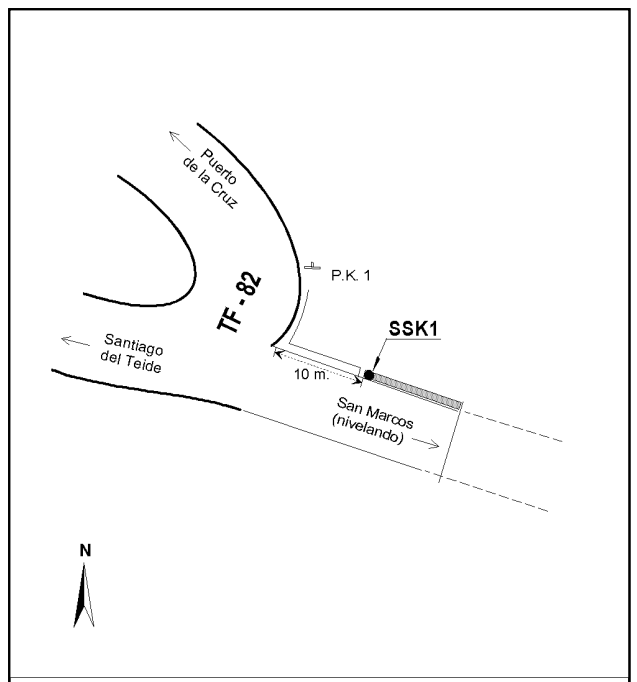 Puerto
de la Cruz
TF - 82
P.K. 1
SSK1
Santiago
del Teide
10 m.
San Marcos
(nivelando)
N